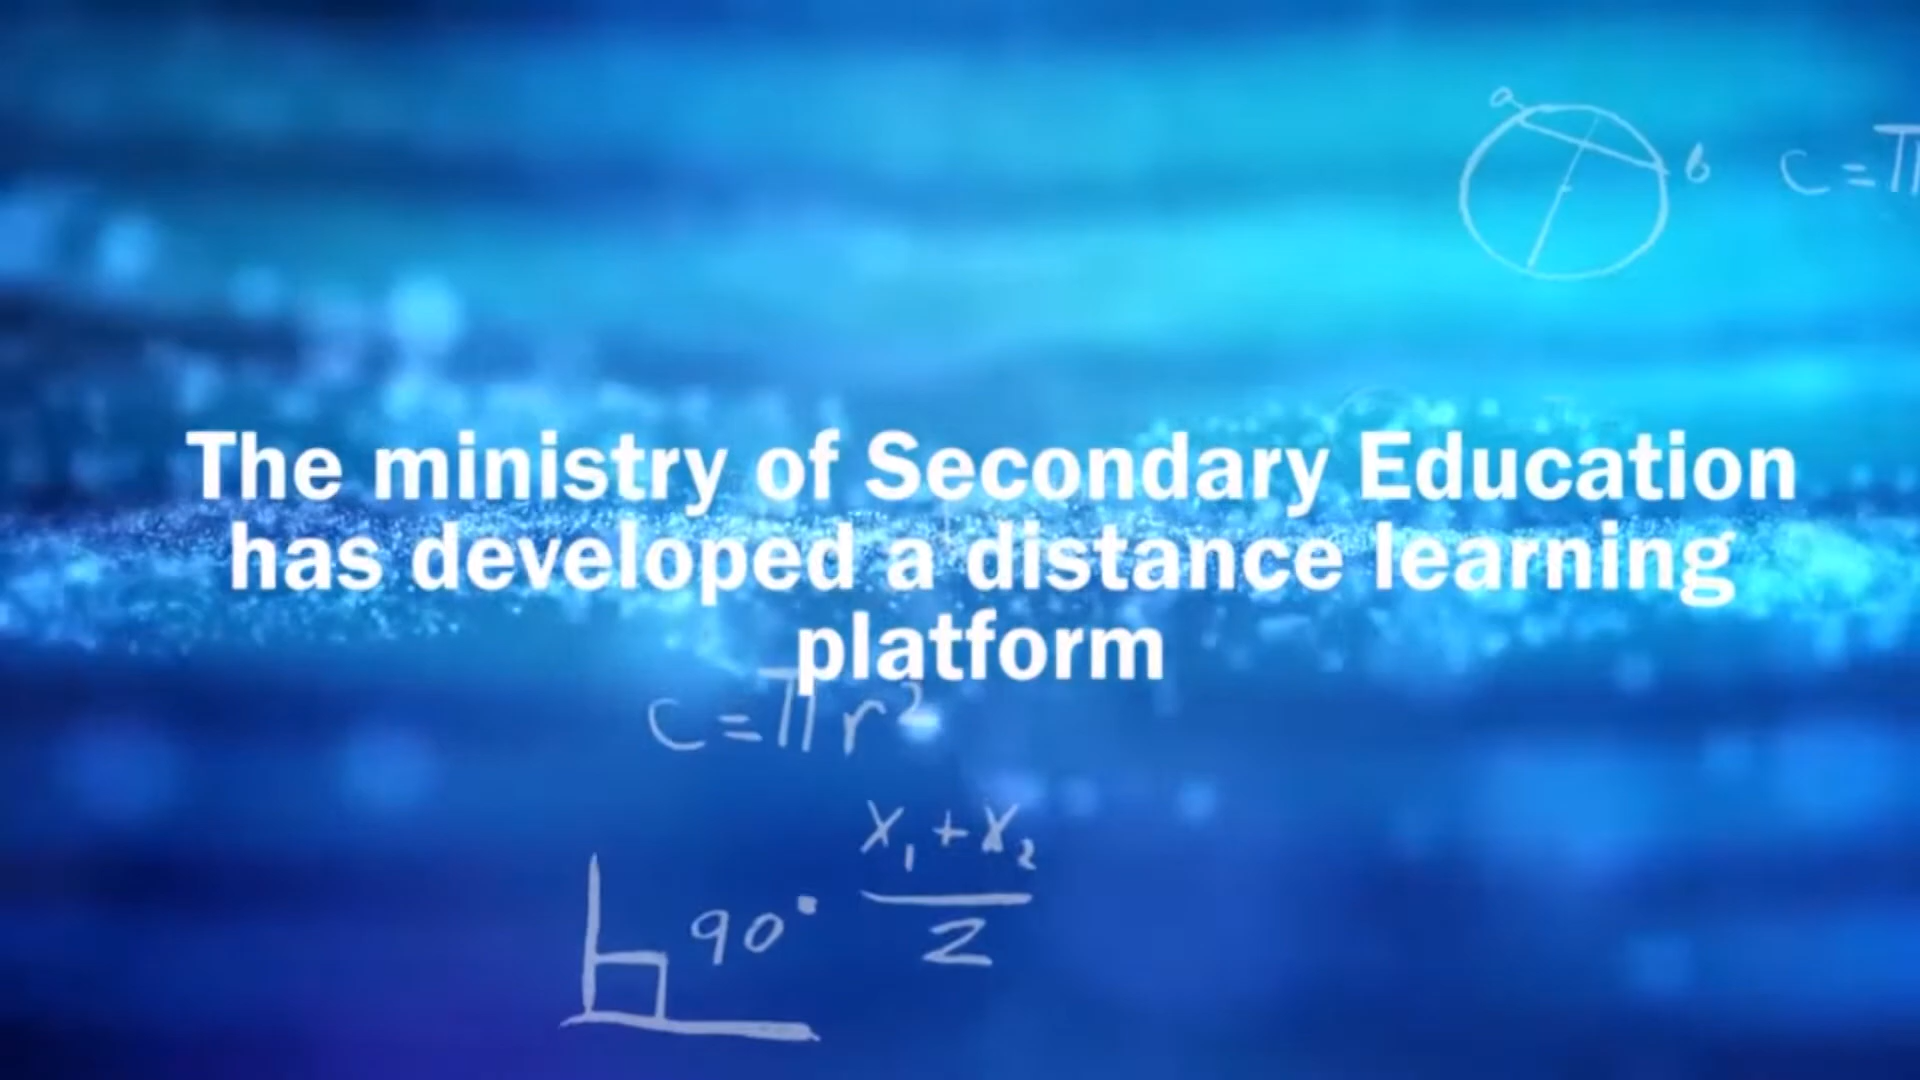 a
b C=π
The ministry of Secondary Education
has developed a distance learning
platform
C=πr²
X₁+X₂
90°
2